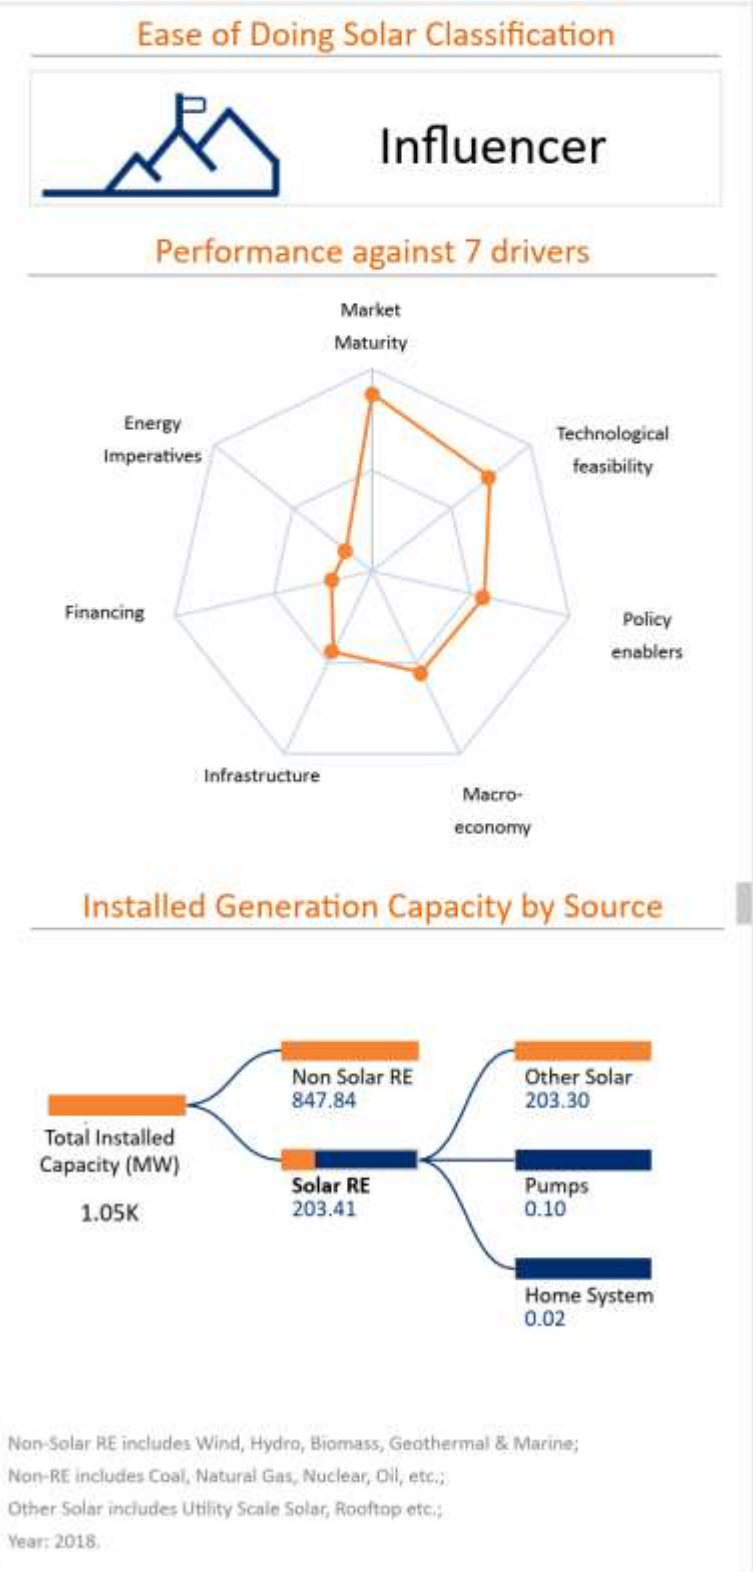 Ease of Doing Solar Classification
Influencer
Performance against 7 drivers
Market
Maturity
Energy
Imperatives
Technological
feasibility
Financing
Policy
enablers
Infrastructure
Macro-
economy
Installed Generation Capacity by Source
Non Solar RE
847.84
Other Solar
203.30
Total Installed
Capacity (MW)
1.05K
Solar RE
203.41
Pumps
0.10
Home System
0.02
Non-Solar RE includes Wind, Hydro, Biomass, Geothermal & Marine;
Non-RE includes Coal, Natural Gas, Nuclear, Oil, etc.;
Other Solar includes Utility Scale Solar, Rooftop etc.;
Year: 2018.